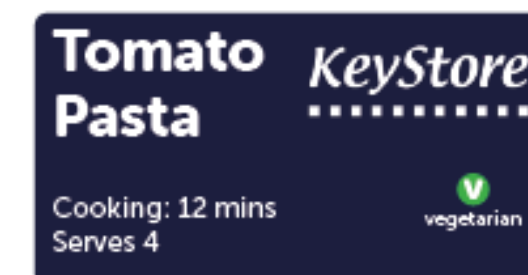 Tomato
Pasta
KeyStore
Cooking: 12 mins
Serves 4
V
vegetarian